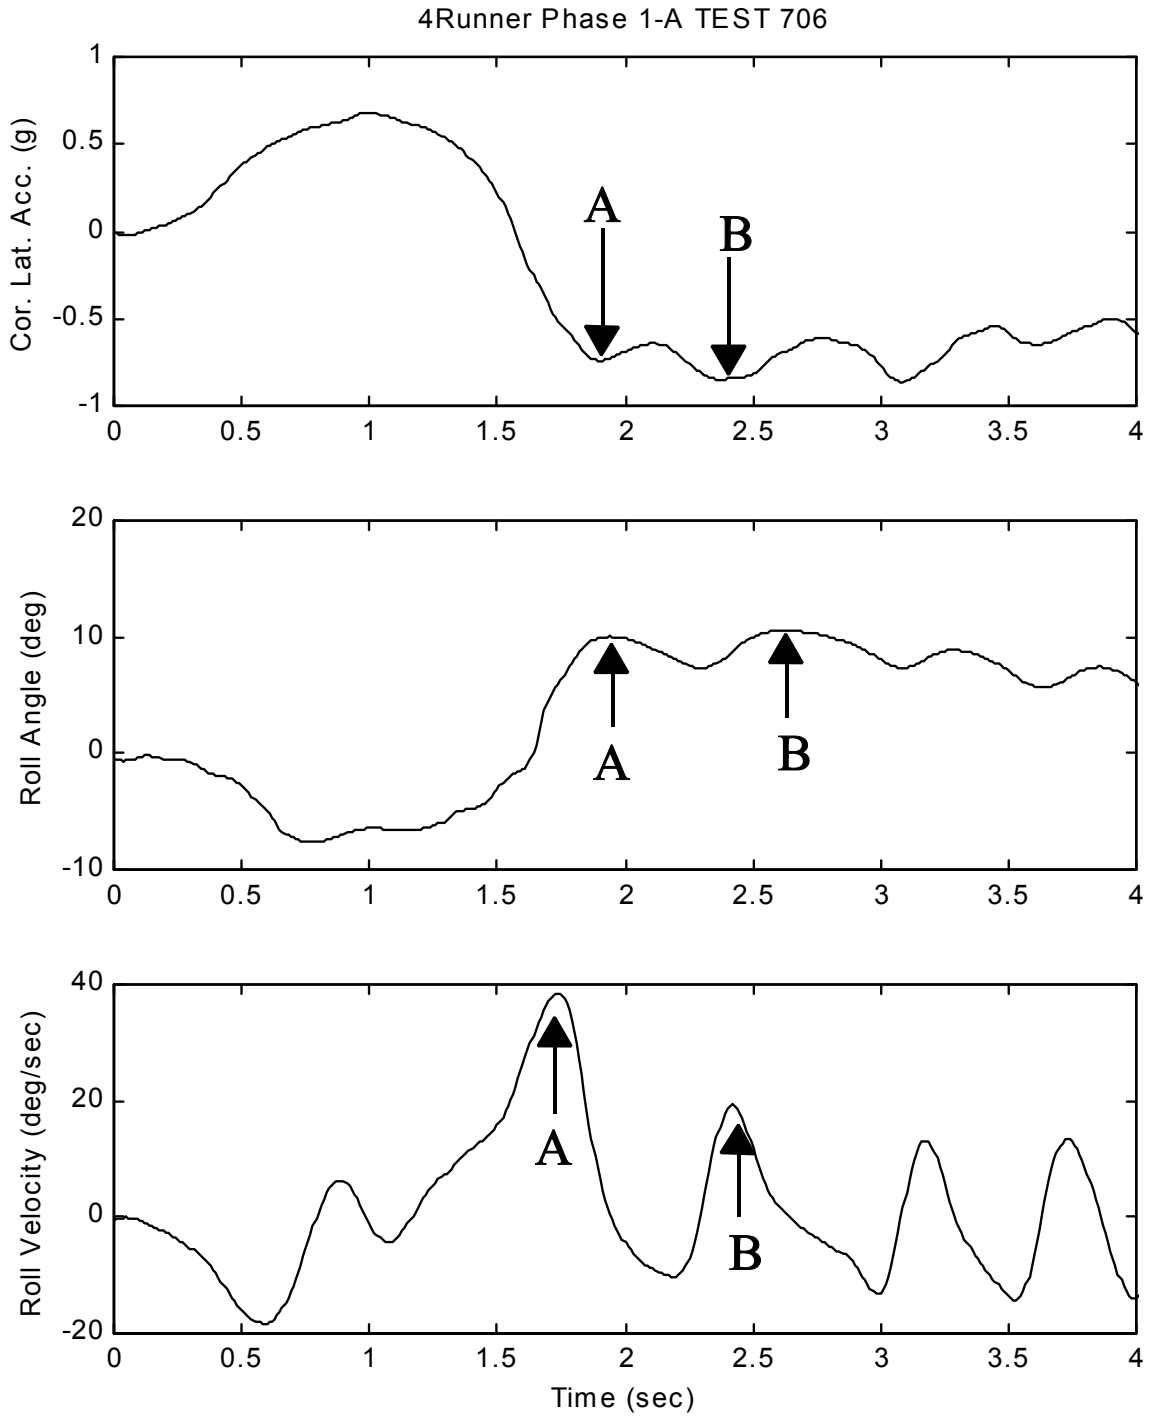 4Runner Phase 1-A TEST 706
Cor. Lat. Acc. (g)
1
0.5
0
-0.5
-1
A
B
0 0.5 1 1.5 2 2.5 3 3.5 4
Roll Angle (deg)
20
10
0
-10
A
B
0 0.5 1 1.5 2 2.5 3 3.5 4
Roll Velocity (deg/sec)
40
20
0
-20
A
B
0 0.5 1 1.5 2 2.5 3 3.5 4
Time (sec)